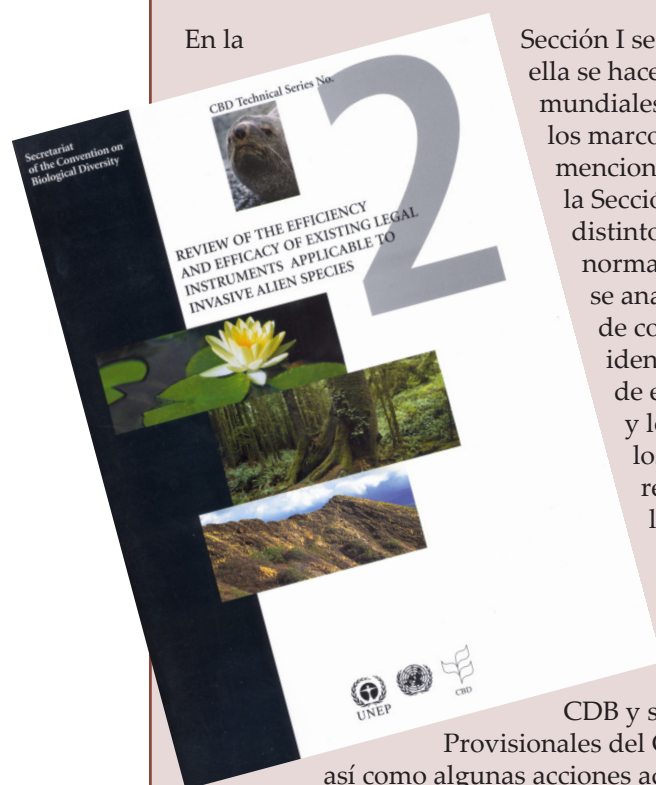 En la Sección I se
ella se hace
mundiales
los marco
mencion
la Secció
distinto
norma
se ana
de co
iden
de e
y l
lo
re
l
CDB y s
Provisionales del
así como algunas acciones ad
Secretariat
of the Convention on
Biological Diversity
CBD Technical Series No.
2
REVIEW OF THE EFFICIENCY
AND EFFICACY OF EXISTING LEGAL
INSTRUMENTS APPLICABLE TO
INVASIVE ALIEN SPECIES
UNEP
CBD